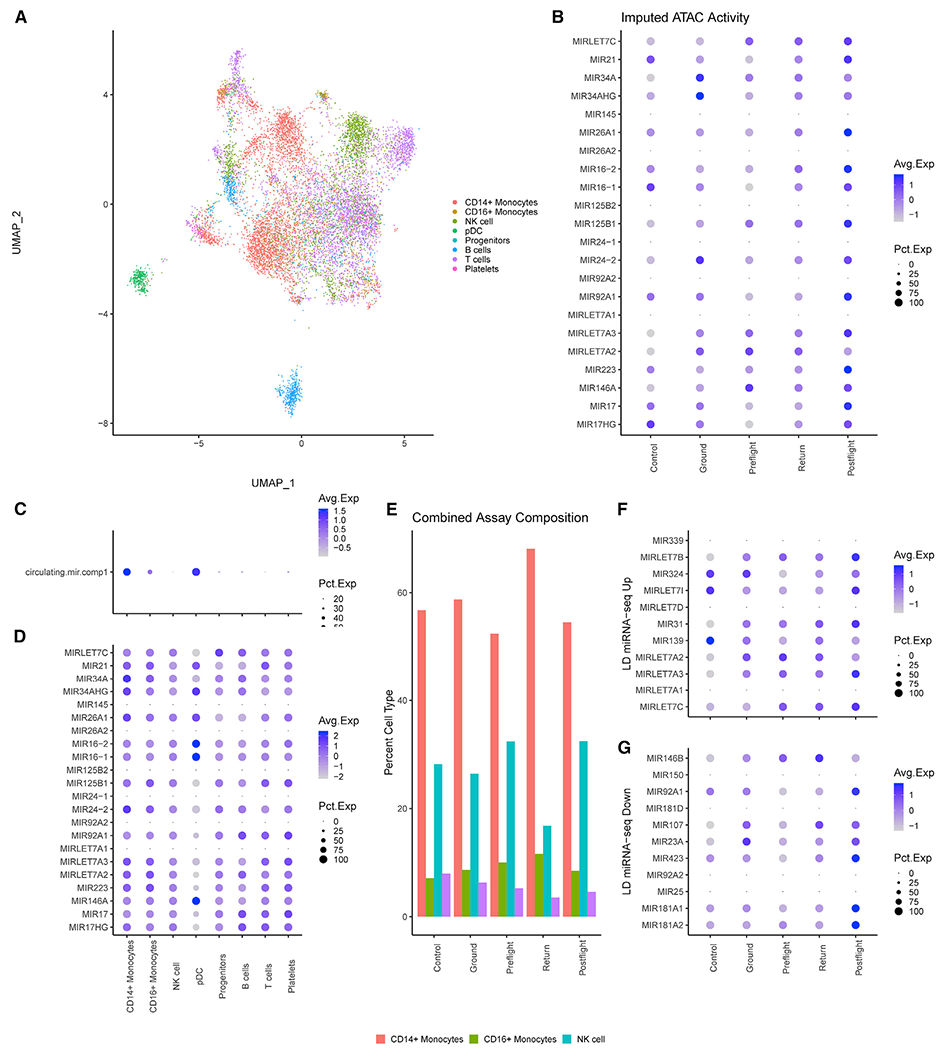 A
UMAP_2
4
0
−4
−8
−5
0
5
UMAP_1
CD14+ Monocytes
CD16+ Monocytes
NK cell
pDC
Progenitors
B cells
T cells
Platelets
B
Imputed ATAC Activity
MIRLET7C
MIR21
MIR34A
MIR34AHG
MIR145
MIR26A1
MIR26A2
MIR16-2
MIR16-1
MIR125B2
MIR125B1
MIR24-1
MIR24-2
MIR92A2
MIR92A1
MIRLET7A1
MIRLET7A3
MIRLET7A2
MIR223
MIR146A
MIR17
MIR17HG
Control
Ground
Preflight
Return
Postflight
Avg.Exp
1
0
−1
Pct.Exp
0
25
50
75
100
C
circulating.mir.comp1
Avg.Exp
1.5
1.0
0.5
0.0
−0.5
Pct.Exp
20
30
40
D
MIRLET7C
MIR21
MIR34A
MIR34AHG
MIR145
MIR26A1
MIR26A2
MIR16-2
MIR16-1
MIR125B2
MIR125B1
MIR24-1
MIR24-2
MIR92A2
MIR92A1
MIRLET7A1
MIRLET7A3
MIRLET7A2
MIR223
MIR146A
MIR17
MIR17HG
CD14+ Monocytes
CD16+ Monocytes
NK cell
pDC
Progenitors
B cells
T cells
Platelets
Avg.Exp
2
1
0
−1
Pct.Exp
0
25
50
75
100
E
Combined Assay Composition
Percent Cell Type
60
40
20
0
Control
Ground
Preflight
Return
Postflight
CD14+ Monocytes
CD16+ Monocytes
NK cell
F
LD miRNA-seq Up
MIR339
MIRLET7B
MIR324
MIRLET7I
MIRLET7D
MIR31
MIR139
MIRLET7A2
MIRLET7A3
MIRLET7A1
MIRLET7C
Avg.Exp
1
0
−1
Pct.Exp
0
25
50
75
100
G
LD miRNA-seq Down
MIR146B
MIR150
MIR92A1
MIR181D
MIR107
MIR23A
MIR423
MIR92A2
MIR25
MIR181A1
MIR181A2
Control
Ground
Preflight
Return
Postflight
Avg.Exp
1
0
−1
Pct.Exp
0
25
50
75
100